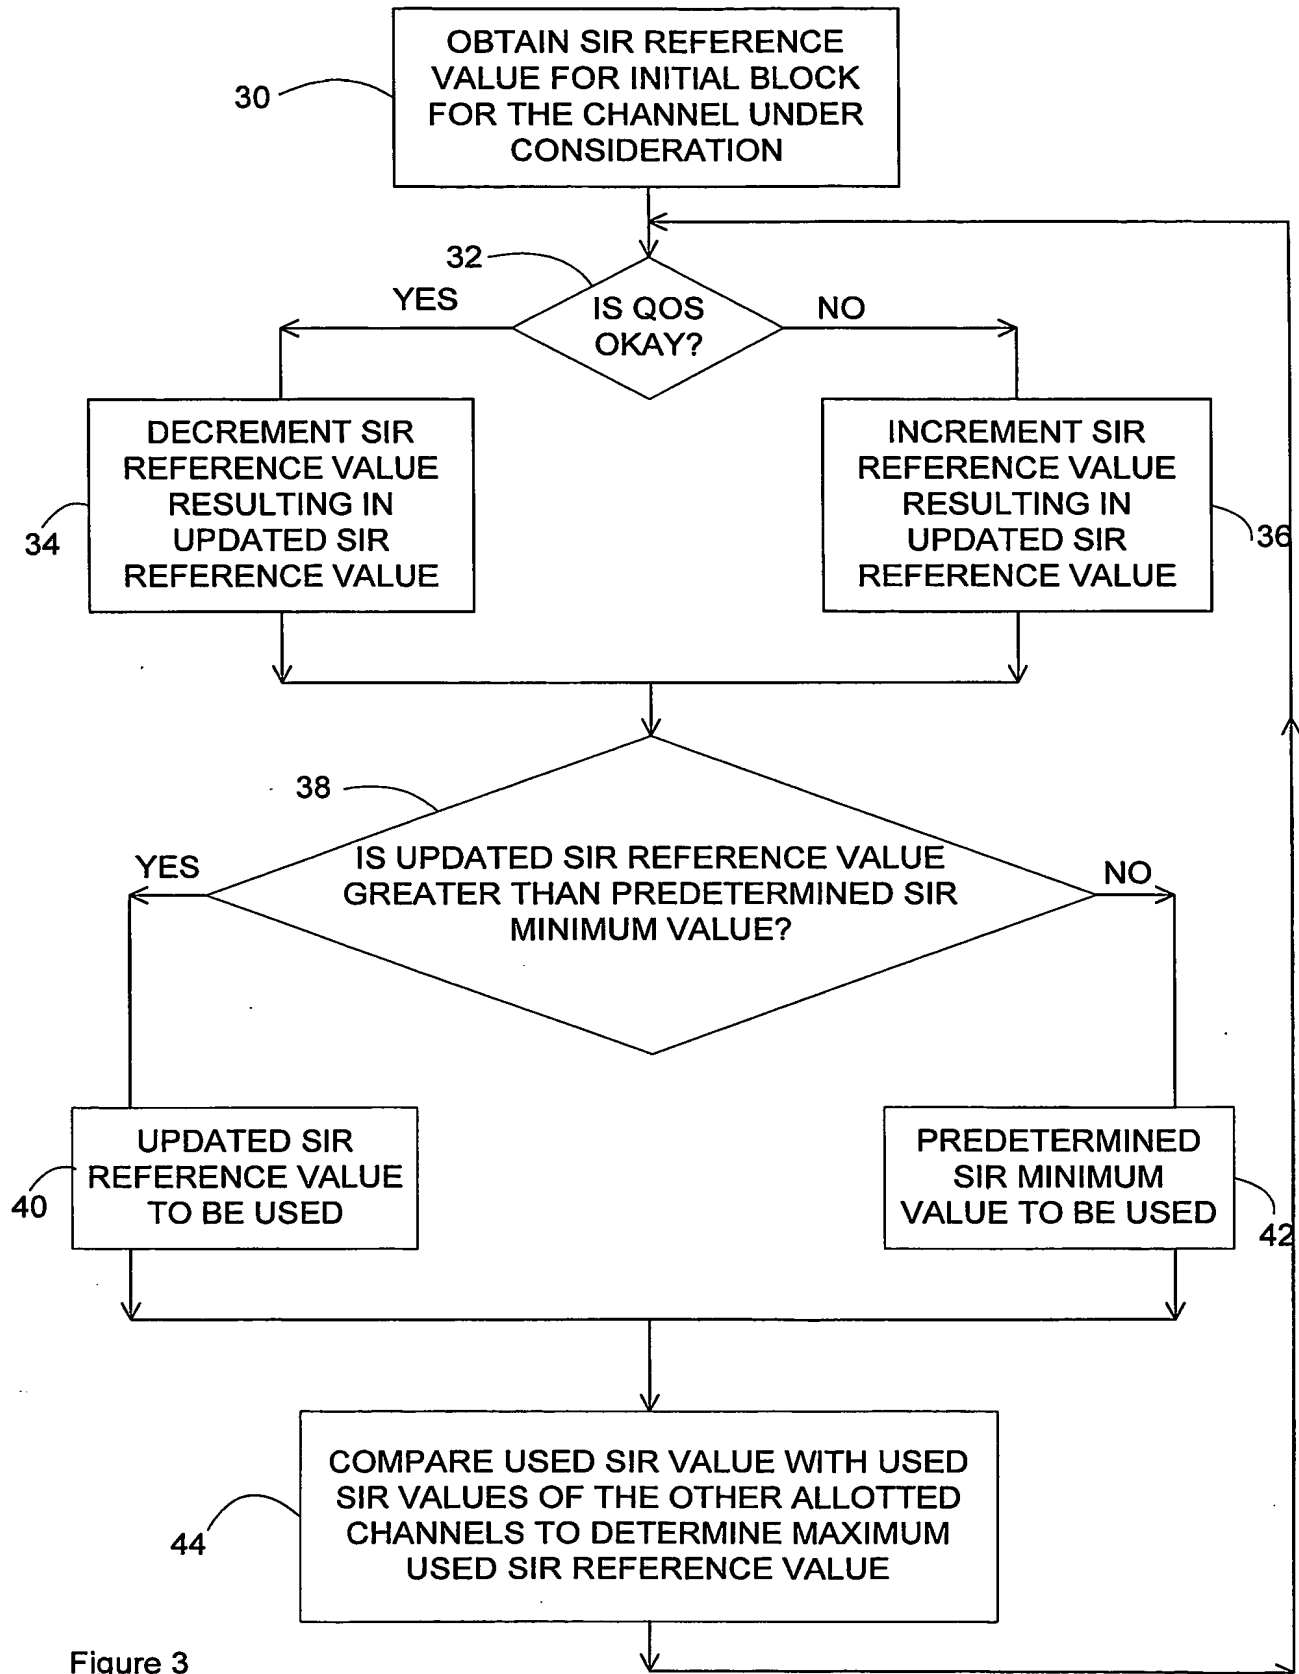 OBTAIN SIR REFERENCE
VALUE FOR INITIAL BLOCK
FOR THE CHANNEL UNDER
CONSIDERATION
30
32
YES
IS QOS
OKAY?
NO
DECREMENT SIR
REFERENCE VALUE
RESULTING IN
UPDATED SIR
REFERENCE VALUE
34
INCREMENT SIR
REFERENCE VALUE
RESULTING IN
UPDATED SIR
REFERENCE VALUE
36
38
YES
IS UPDATED SIR REFERENCE VALUE
GREATER THAN PREDETERMINED SIR
MINIMUM VALUE?
NO
UPDATED SIR
REFERENCE VALUE
TO BE USED
40
PREDETERMINED
SIR MINIMUM
VALUE TO BE USED
42
COMPARE USED SIR VALUE WITH USED
SIR VALUES OF THE OTHER ALLOTTED
CHANNELS TO DETERMINE MAXIMUM
USED SIR REFERENCE VALUE
44
Figure 3